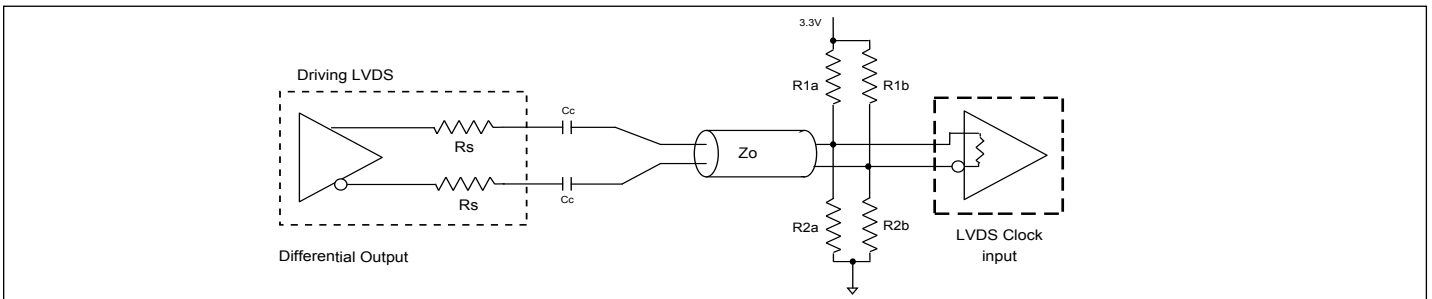 3.3V
Driving LVDS
R1a
R1b
Cc
Rs
Zo
Cc
Rs
R2a
R2b
LVDS Clock
input
Differential Output